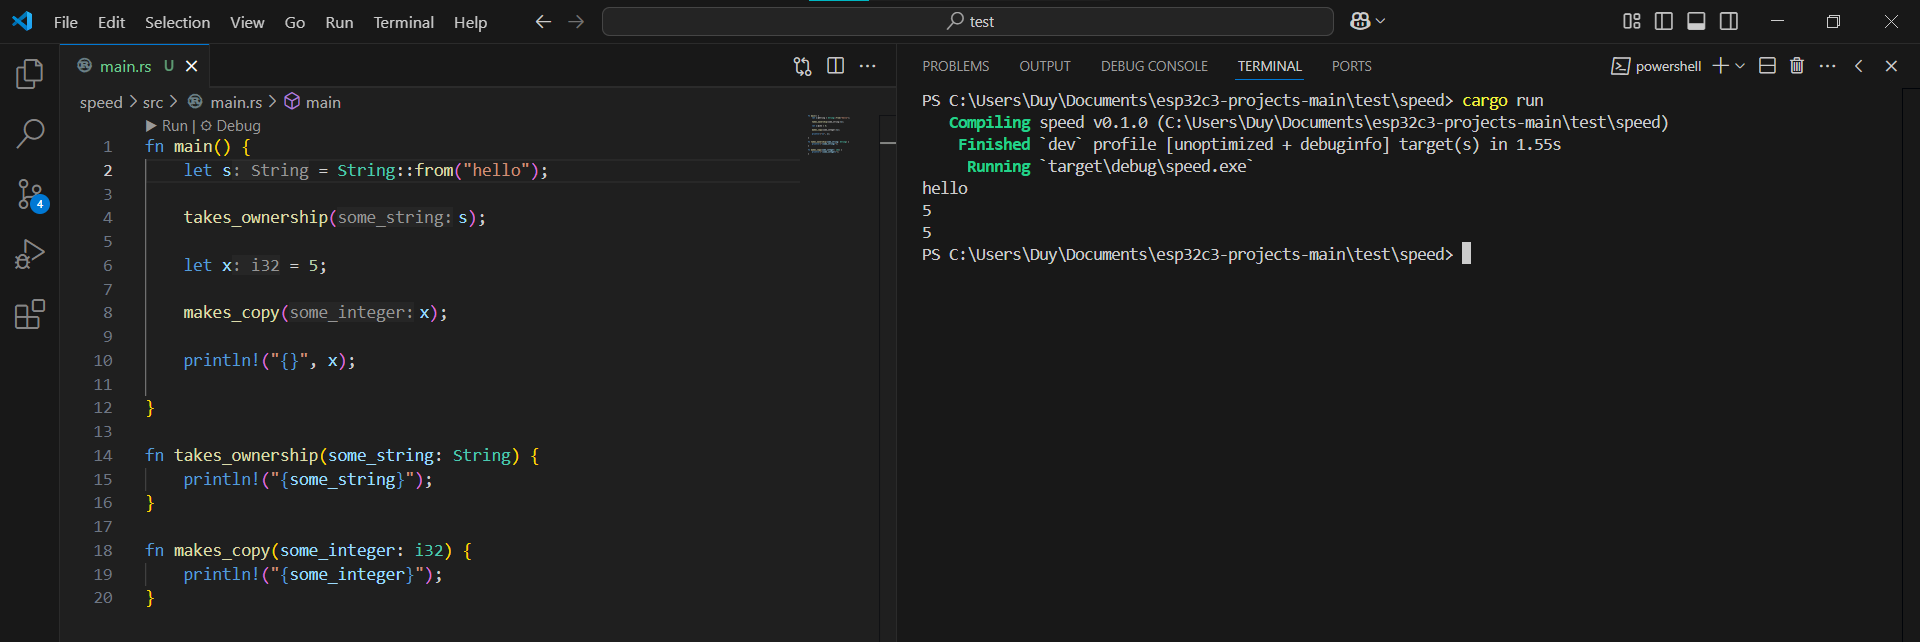 File Edit Selection View Go Run Terminal Help test
main.rs U
speed > src > main.rs > main
Run | Debug
1 fn main() {
2 let s: String = String::from("hello");
3
4 takes_ownership(some_string: s);
5
6 let x: i32 = 5;
7
8 makes_copy(some_integer: x);
9
10 println!("{}", x);
11
12 }
13
14 fn takes_ownership(some_string: String) {
15 println!("{some_string}");
16 }
17
18 fn makes_copy(some_integer: i32) {
19 println!("{some_integer}");
20 }
4
PROBLEMS OUTPUT DEBUG CONSOLE TERMINAL PORTS powershell
PS C:\Users\Duy\Documents\esp32c3-projects-main\test\speed> cargo run
Compiling speed v0.1.0 (C:\Users\Duy\Documents\esp32c3-projects-main\test\speed)
Finished `dev` profile [unoptimized + debuginfo] target(s) in 1.55s
Running `target\debug\speed.exe`
hello
5
5
PS C:\Users\Duy\Documents\esp32c3-projects-main\test\speed>